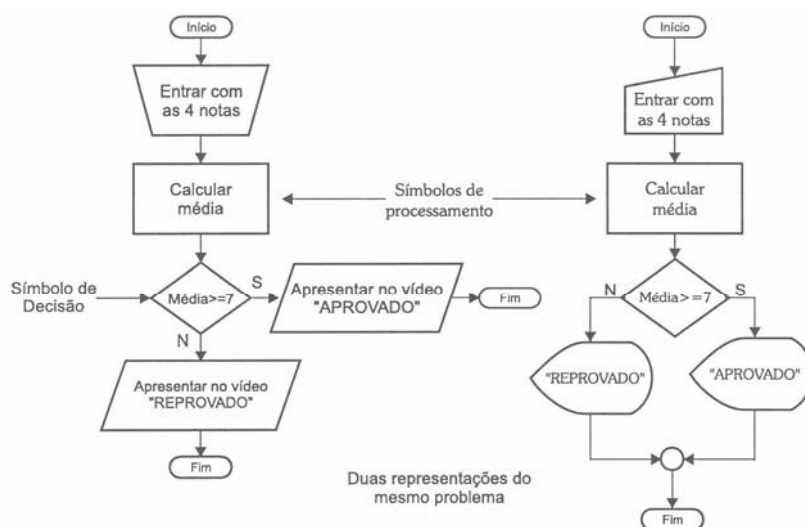 Início
Entrar com
as 4 notas
Calcular
média
Símbolo de
Decisão
Média>=7
S
N
Apresentar no vídeo
"APROVADO"
Fim
Apresentar no vídeo
"REPROVADO"
Fim
Símbolos de
processamento
Início
Entrar com
as 4 notas
Calcular
média
N
Média>=7
S
"REPROVADO"
"APROVADO"
Fim
Duas representações do
mesmo problema